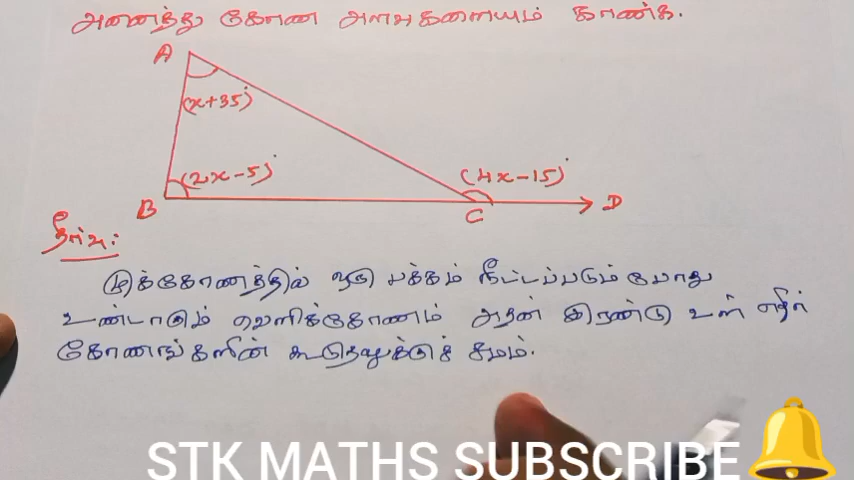 அனைத்து கோண அளவுகளையும் காண்க.
A
(x+35)°
(2x-5)°
(4x-15)°
B
C
D
தீர்வு:
முக்கோணத்தில் ஒரு பக்கம் நீட்டப்படும் போது
உண்டாகும் வெளிக்கோணம் அதன் இரண்டு உள் எதிர்
கோணங்களின் கூடுதலுக்குச் சமம்.
STK MATHS SUBSCRIBE